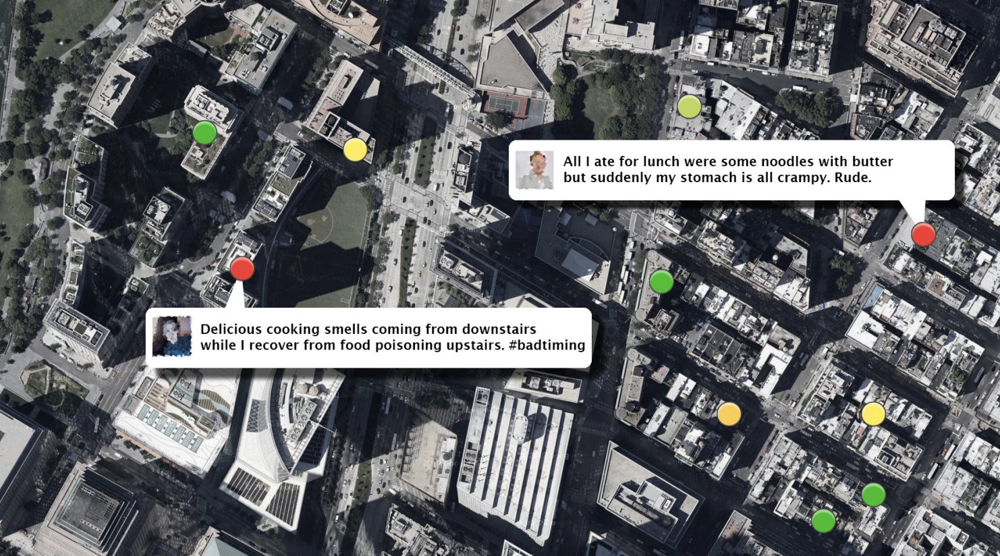 All I ate for lunch were some noodles with butter
but suddenly my stomach is all crampy. Rude.
Delicious cooking smells coming from downstairs
while I recover from food poisoning upstairs. #badtiming